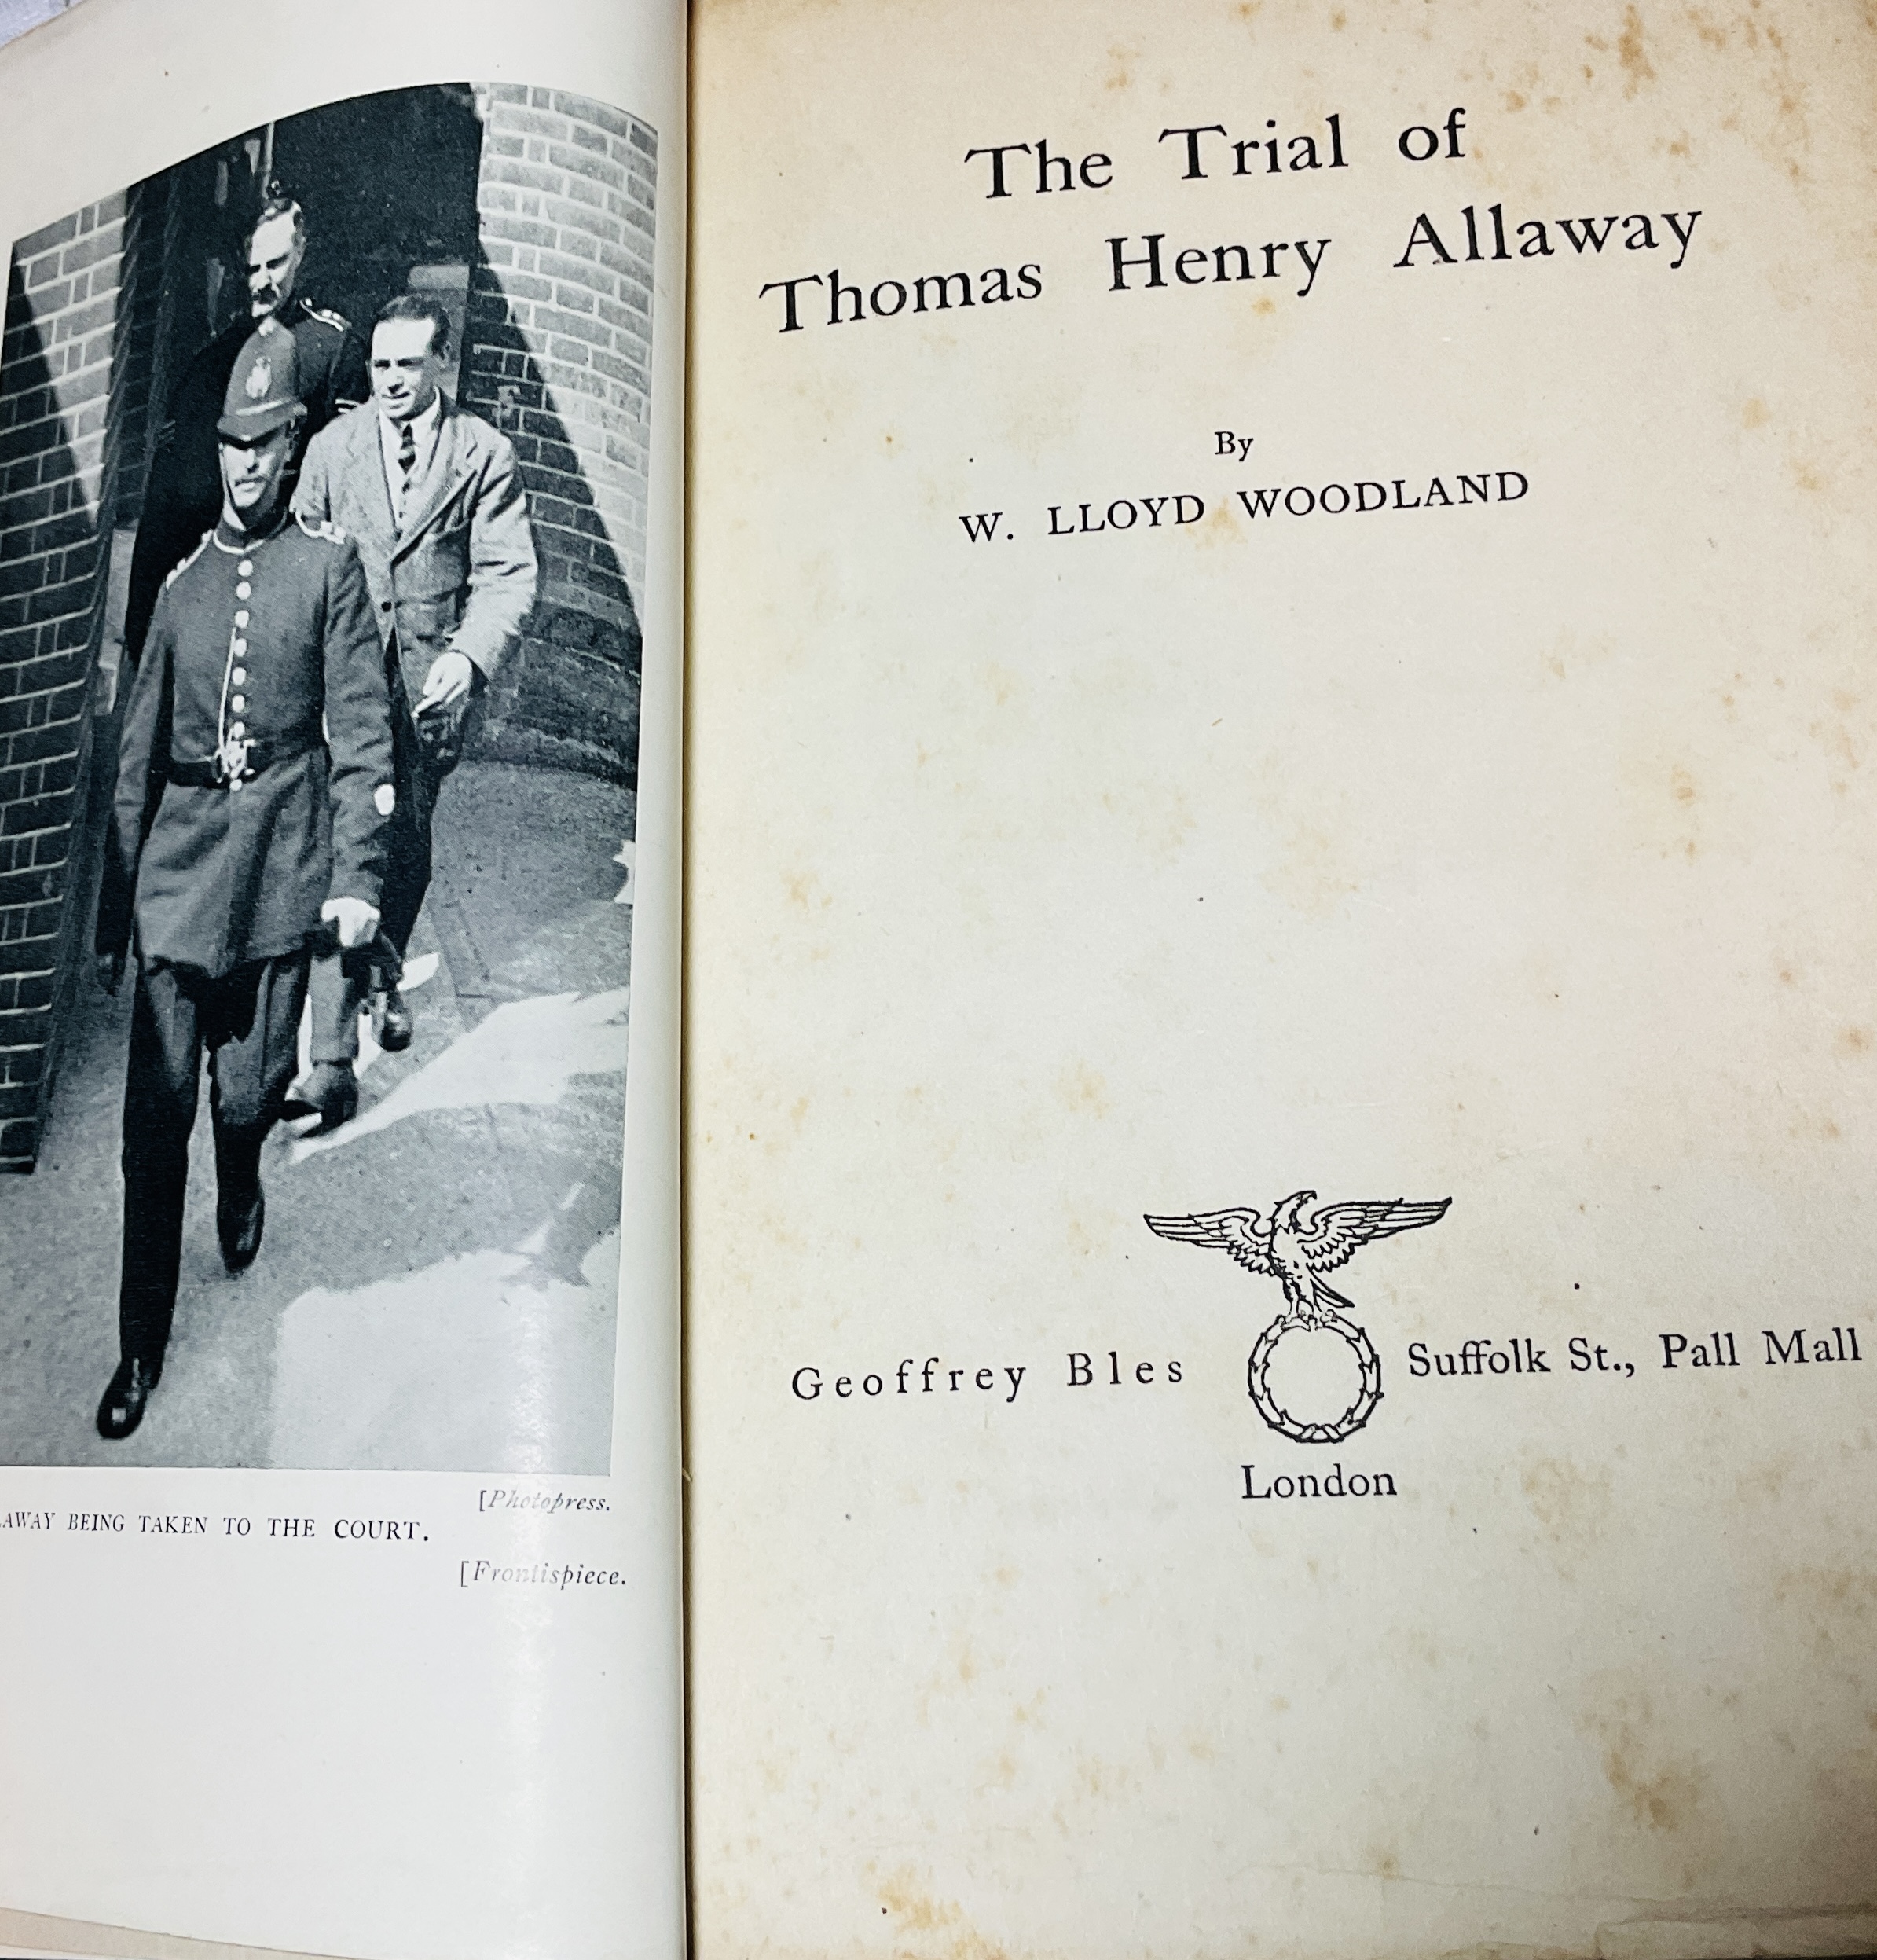 [Photopress.
AWAY BEING TAKEN TO THE COURT.
[Frontispiece.
The Trial of
Thomas Henry Allaway
By
W. LLOYD WOODLAND
Geoffrey Bles Suffolk St., Pall Mall
London